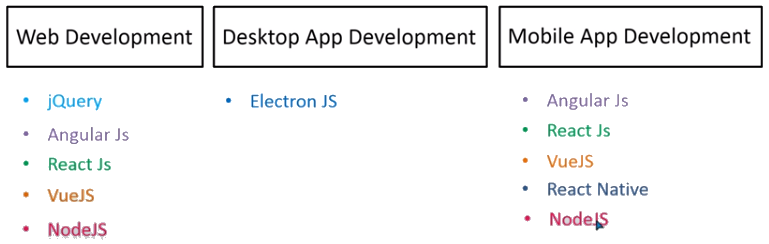 Web Development
jQuery
Angular Js
React Js
VueJS
NodeJS
Desktop App Development
Electron JS
Mobile App Development
Angular Js
React Js
VueJS
React Native
NodeJS